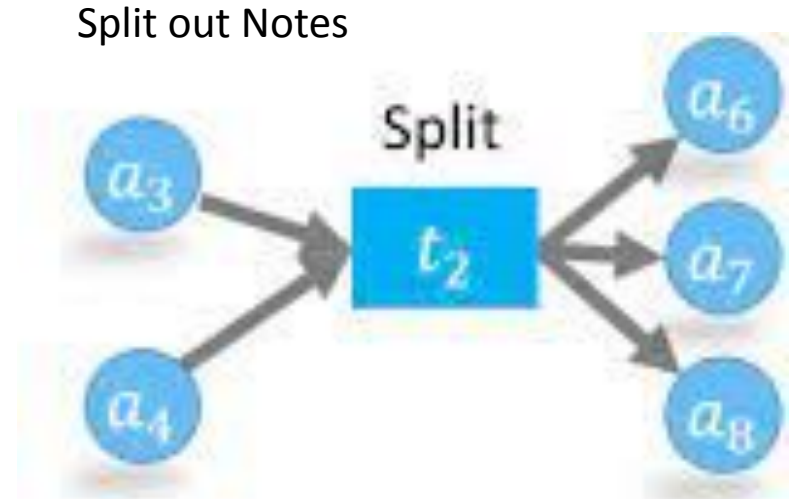 Split out Notes
Split
a₃
t₂
a₄
a₆
a₇
a₈